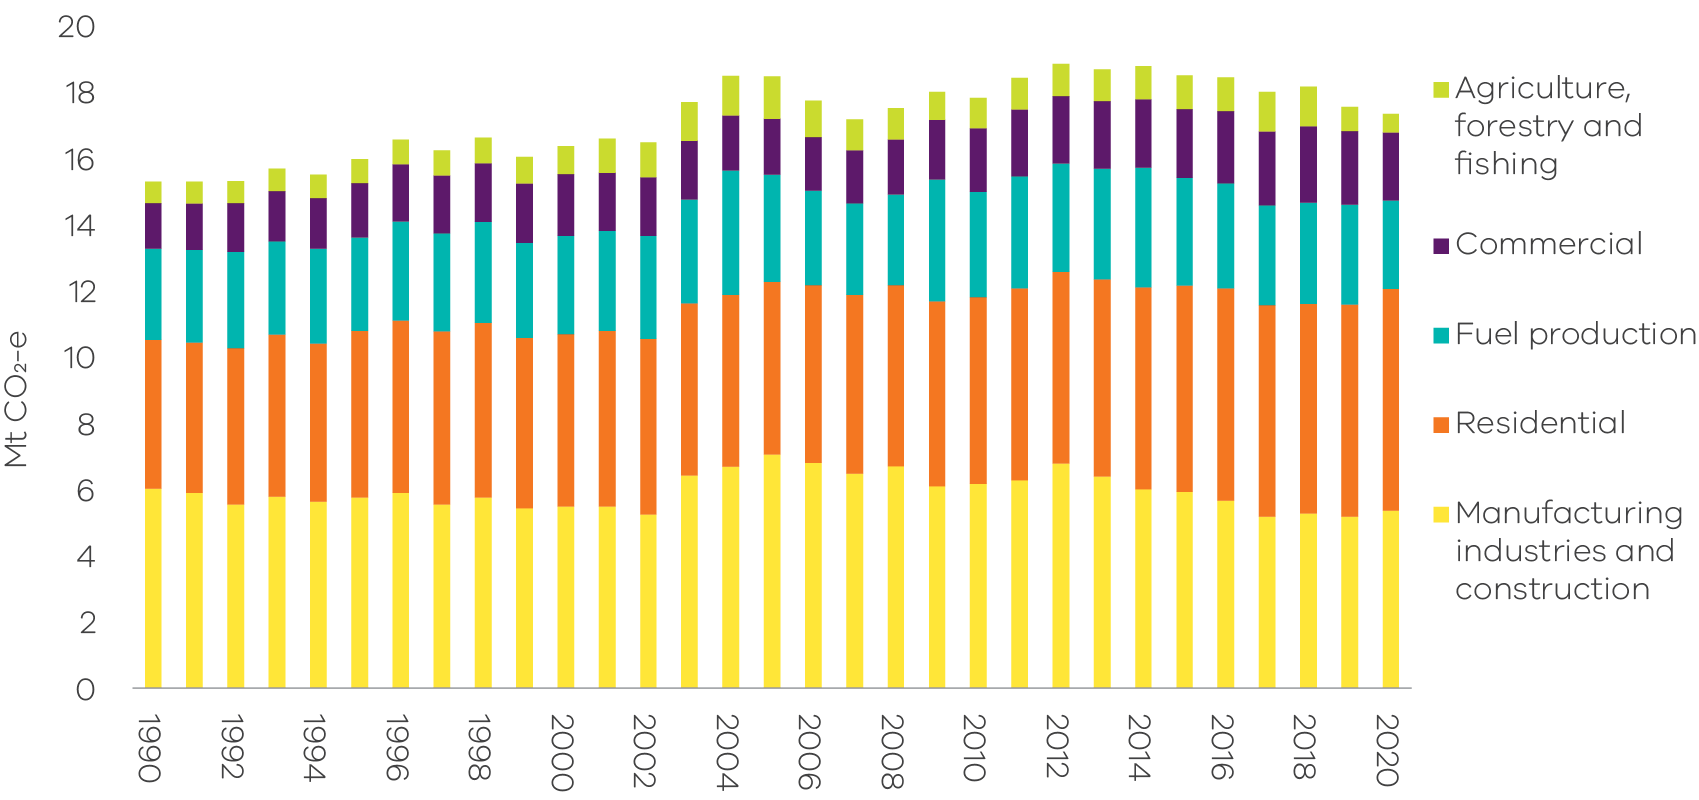 20
18
16
14
12
10
8
6
4
2
0
Mt CO₂-e
1990
1992
1994
1996
1998
2000
2002
2004
2006
2008
2010
2012
2014
2016
2018
2020
Agriculture,
forestry and
fishing
Commercial
Fuel production
Residential
Manufacturing
industries and
construction